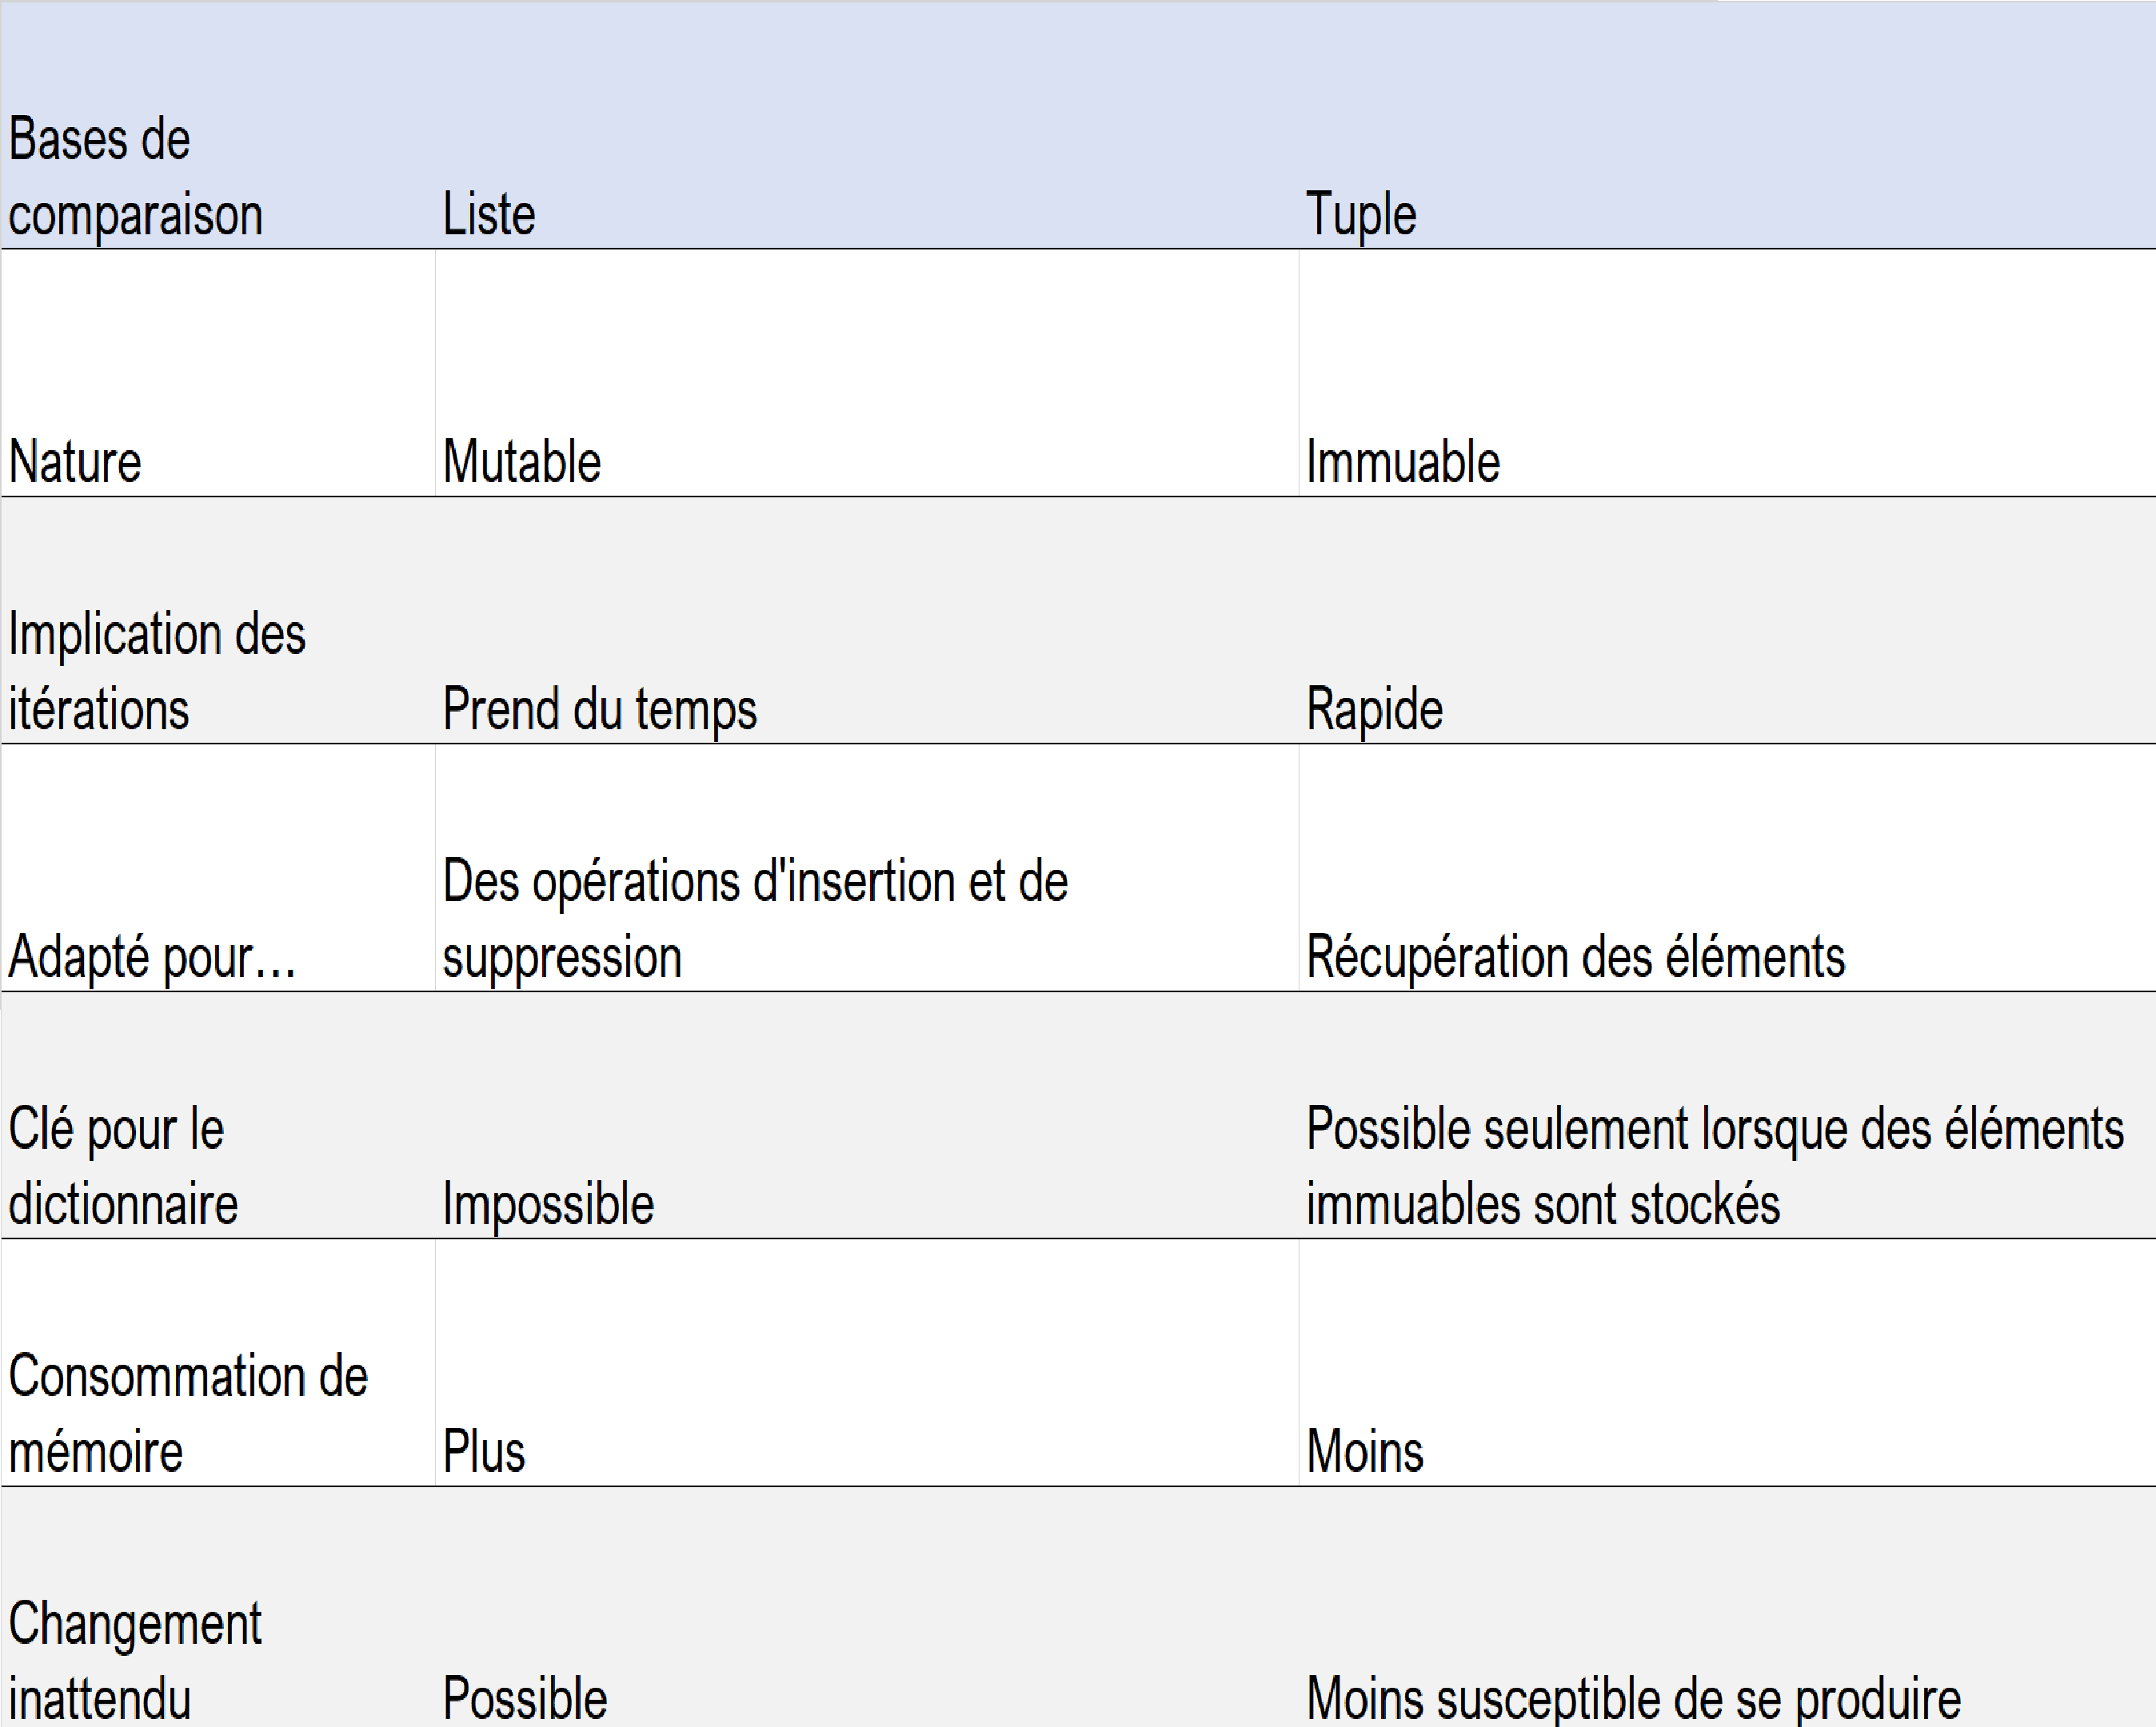 Bases de
comparaison
Liste
Tuple
Nature
Mutable
Immuable
Implication des
itérations
Prend du temps
Rapide
Adapté pour…
Des opérations d'insertion et de
suppression
Récupération des éléments
Clé pour le
dictionnaire
Impossible
Possible seulement lorsque des éléments
immuables sont stockés
Consommation de
mémoire
Plus
Moins
Changement
inattendu
Possible
Moins susceptible de se produire